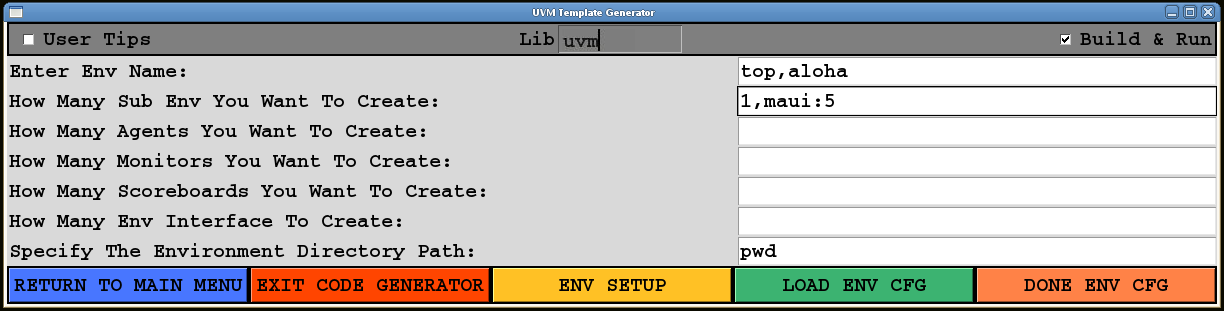 UVM Template Generator
User Tips Lib uvm Build & Run
Enter Env Name: top,aloha
How Many Sub Env You Want To Create: 1,maui:5
How Many Agents You Want To Create:
How Many Monitors You Want To Create:
How Many Scoreboards You Want To Create:
How Many Env Interface To Create:
Specify The Environment Directory Path: pwd
RETURN TO MAIN MENU EXIT CODE GENERATOR ENV SETUP LOAD ENV CFG DONE ENV CFG